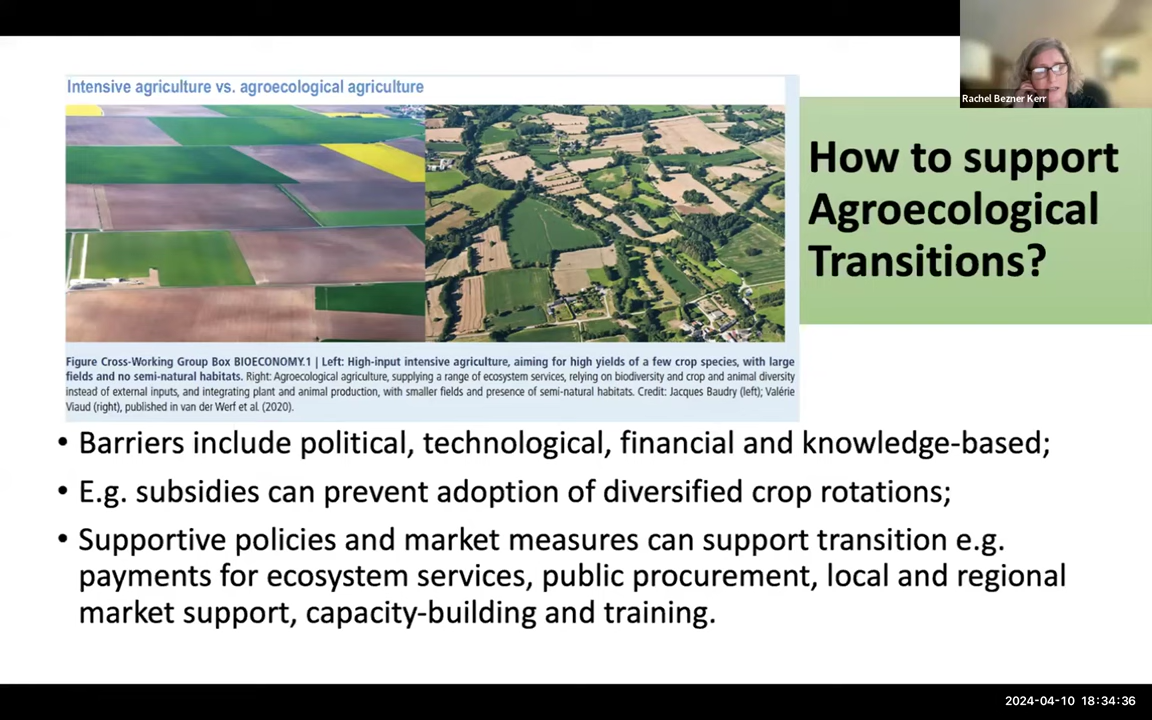 Rachel Bezner Kerr
Intensive agriculture vs. agroecological agriculture
How to support
Agroecological
Transitions?
Figure Cross-Working Group Box BIOECONOMY.1 | Left: High-input intensive agriculture, aiming for high yields of a few crop species, with large
fields and no semi-natural habitats. Right: Agroecological agriculture, supplying a range of ecosystem services, relying on biodiversity and crop and animal diversity
instead of external inputs, and integrating plant and animal production, with smaller fields and presence of semi-natural habitats. Credit: Jacques Baudry (left); Valérie
Viaud (right), published in van der Werf et al. (2020).
• Barriers include political, technological, financial and knowledge-based;
• E.g. subsidies can prevent adoption of diversified crop rotations;
• Supportive policies and market measures can support transition e.g.
payments for ecosystem services, public procurement, local and regional
market support, capacity-building and training.
2024-04-10 18:34:36